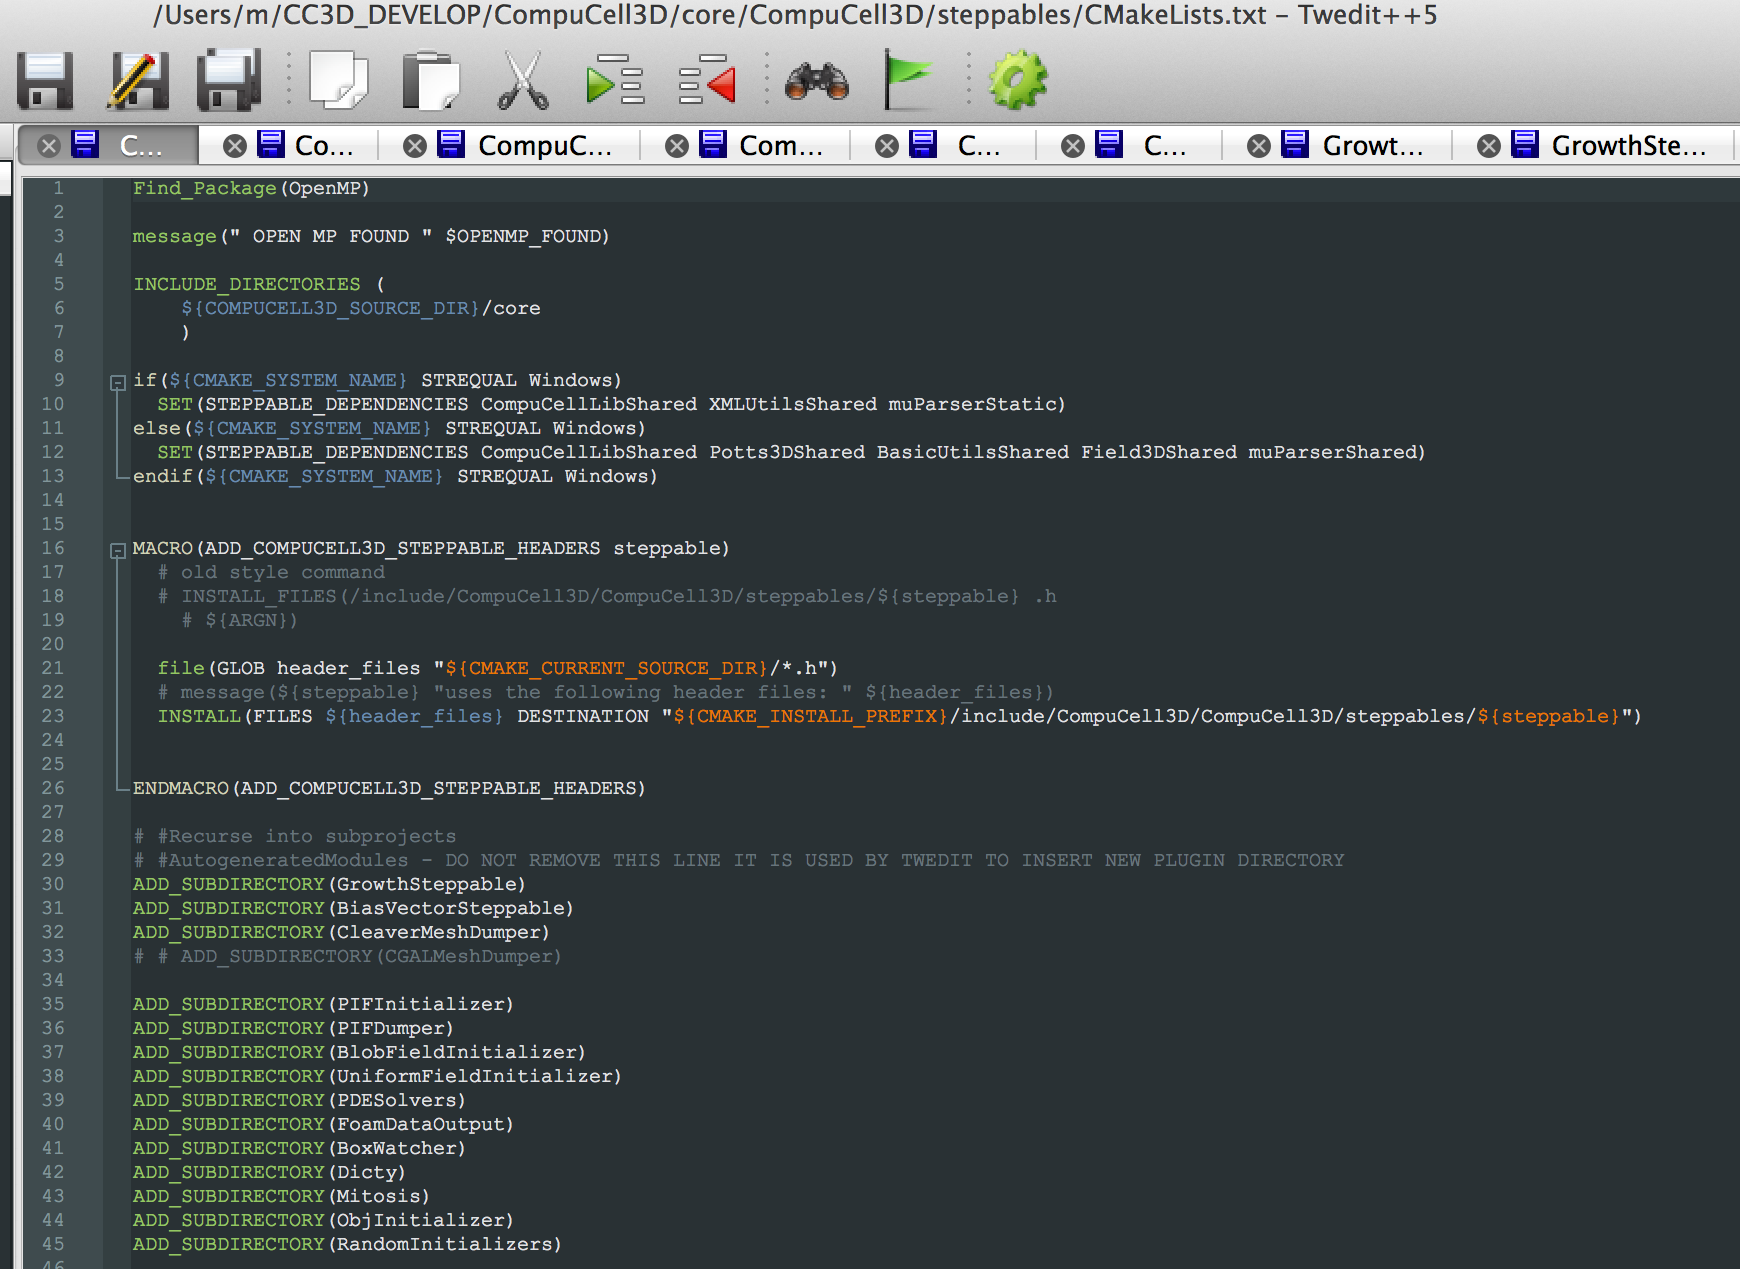 /Users/m/CC3D_DEVELOP/CompuCell3D/core/CompuCell3D/steppables/CMakeLists.txt – Twedit++5
C... Co... CompuC... Com... C... C... Growt... GrowthSte...
1 Find_Package(OpenMP)
2
3 message(" OPEN MP FOUND " $OPENMP_FOUND)
4
5 INCLUDE_DIRECTORIES (
6 ${COMPUCELL3D_SOURCE_DIR}/core
7 )
8
9 if(${CMAKE_SYSTEM_NAME} STREQUAL Windows)
10 SET(STEPPABLE_DEPENDENCIES CompuCellLibShared XMLUtilsShared muParserStatic)
11 else(${CMAKE_SYSTEM_NAME} STREQUAL Windows)
12 SET(STEPPABLE_DEPENDENCIES CompuCellLibShared Potts3DShared BasicUtilsShared Field3DShared muParserShared)
13 endif(${CMAKE_SYSTEM_NAME} STREQUAL Windows)
14
15
16 MACRO(ADD_COMPUCELL3D_STEPPABLE_HEADERS steppable)
17 # old style command
18 # INSTALL_FILES(/include/CompuCell3D/CompuCell3D/steppables/${steppable} .h
19 # ${ARGN})
20
21 file(GLOB header_files "${CMAKE_CURRENT_SOURCE_DIR}/*.h")
22 # message(${steppable} "uses the following header files: " ${header_files})
23 INSTALL(FILES ${header_files} DESTINATION "${CMAKE_INSTALL_PREFIX}/include/CompuCell3D/CompuCell3D/steppables/${steppable}")
24
25
26 ENDMACRO(ADD_COMPUCELL3D_STEPPABLE_HEADERS)
27
28 # #Recurse into subprojects
29 # #AutogeneratedModules - DO NOT REMOVE THIS LINE IT IS USED BY TWEDIT TO INSERT NEW PLUGIN DIRECTORY
30 ADD_SUBDIRECTORY(GrowthSteppable)
31 ADD_SUBDIRECTORY(BiasVectorSteppable)
32 ADD_SUBDIRECTORY(CleaverMeshDumper)
33 # # ADD_SUBDIRECTORY(CGALMeshDumper)
34
35 ADD_SUBDIRECTORY(PIFInitializer)
36 ADD_SUBDIRECTORY(PIFDumper)
37 ADD_SUBDIRECTORY(BlobFieldInitializer)
38 ADD_SUBDIRECTORY(UniformFieldInitializer)
39 ADD_SUBDIRECTORY(PDESolvers)
40 ADD_SUBDIRECTORY(FoamDataOutput)
41 ADD_SUBDIRECTORY(BoxWatcher)
42 ADD_SUBDIRECTORY(Dicty)
43 ADD_SUBDIRECTORY(Mitosis)
44 ADD_SUBDIRECTORY(ObjInitializer)
45 ADD_SUBDIRECTORY(RandomInitializers)
46